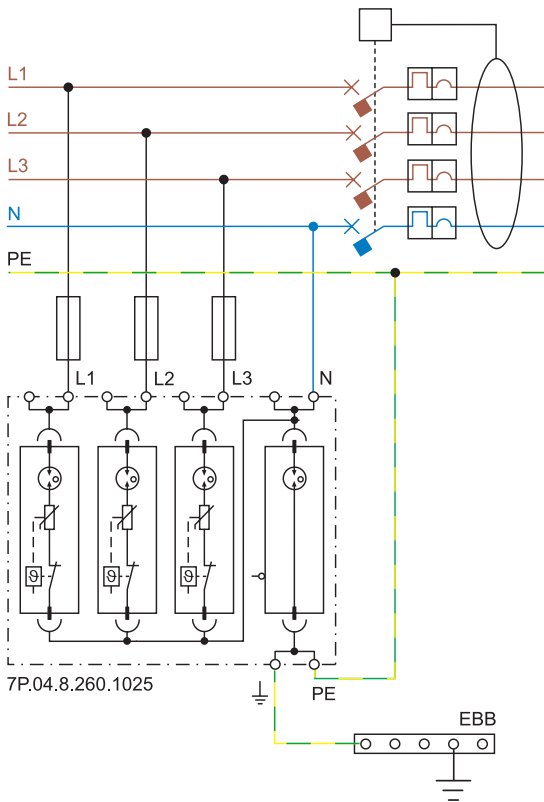 L1
L2
L3
N
PE
L1 L2 L3 N
ϑ ϑ ϑ
7P.04.8.260.1025
PE
EBB